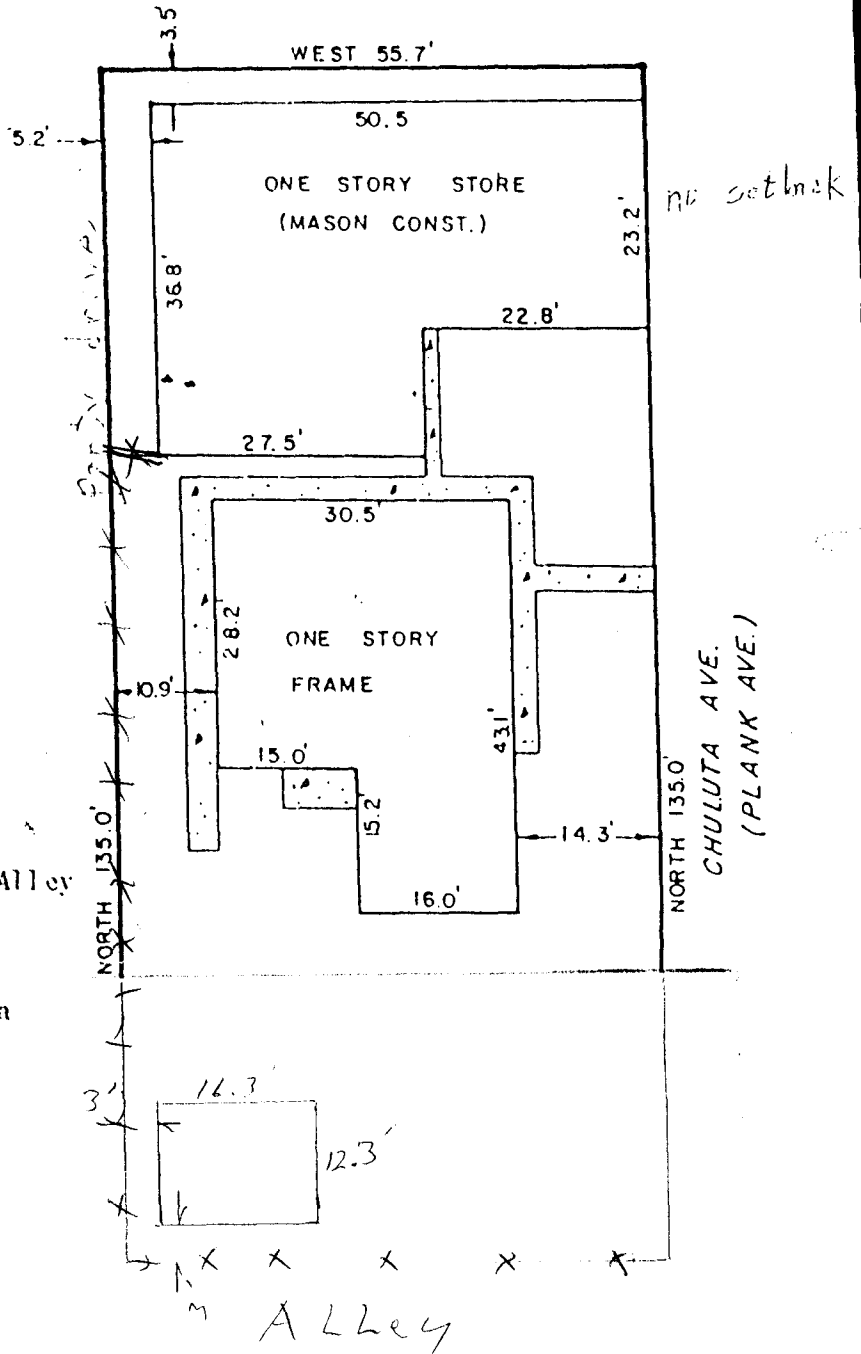 3.5'
WEST 55.7'
5.2'
50.5
ONE STORY STORE
(MASON CONST.)
36.8'
23.2'
no
22.8'
27.5'
30.5'
28.2
ONE STORY
FRAME
10.9'
15.0'
15.2'
43.1'
14.3'
16.0'
NORTH 135.0'
NORTH 135.0'
CHULUTA AVE.
(PLANK AVE.)
Alley
n
3'
16.3'
12.3'
3
ALLey